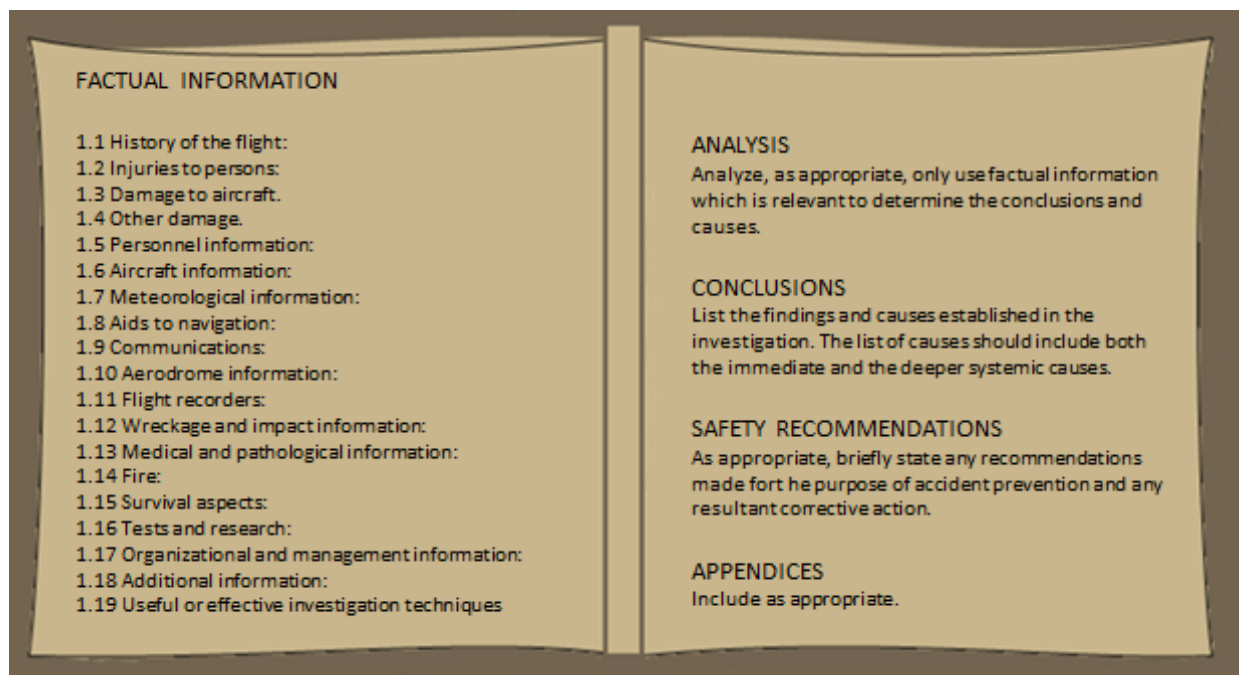 FACTUAL INFORMATION
1.1 History of the flight:
1.2 Injuries to persons:
1.3 Damage to aircraft.
1.4 Other damage.
1.5 Personnel information:
1.6 Aircraft information:
1.7 Meteorological information:
1.8 Aids to navigation:
1.9 Communications:
1.10 Aerodrome information:
1.11 Flight recorders:
1.12 Wreckage and impact information:
1.13 Medical and pathological information:
1.14 Fire:
1.15 Survival aspects:
1.16 Tests and research:
1.17 Organizational and management information:
1.18 Additional information:
1.19 Useful or effective investigation techniques
ANALYSIS
Analyze, as appropriate, only use factual information
which is relevant to determine the conclusions and
causes.
CONCLUSIONS
List the findings and causes established in the
investigation. The list of causes should include both
the immediate and the deeper systemic causes.
SAFETY RECOMMENDATIONS
As appropriate, briefly state any recommendations
made fort he purpose of accident prevention and any
resultant corrective action.
APPENDICES
Include as appropriate.